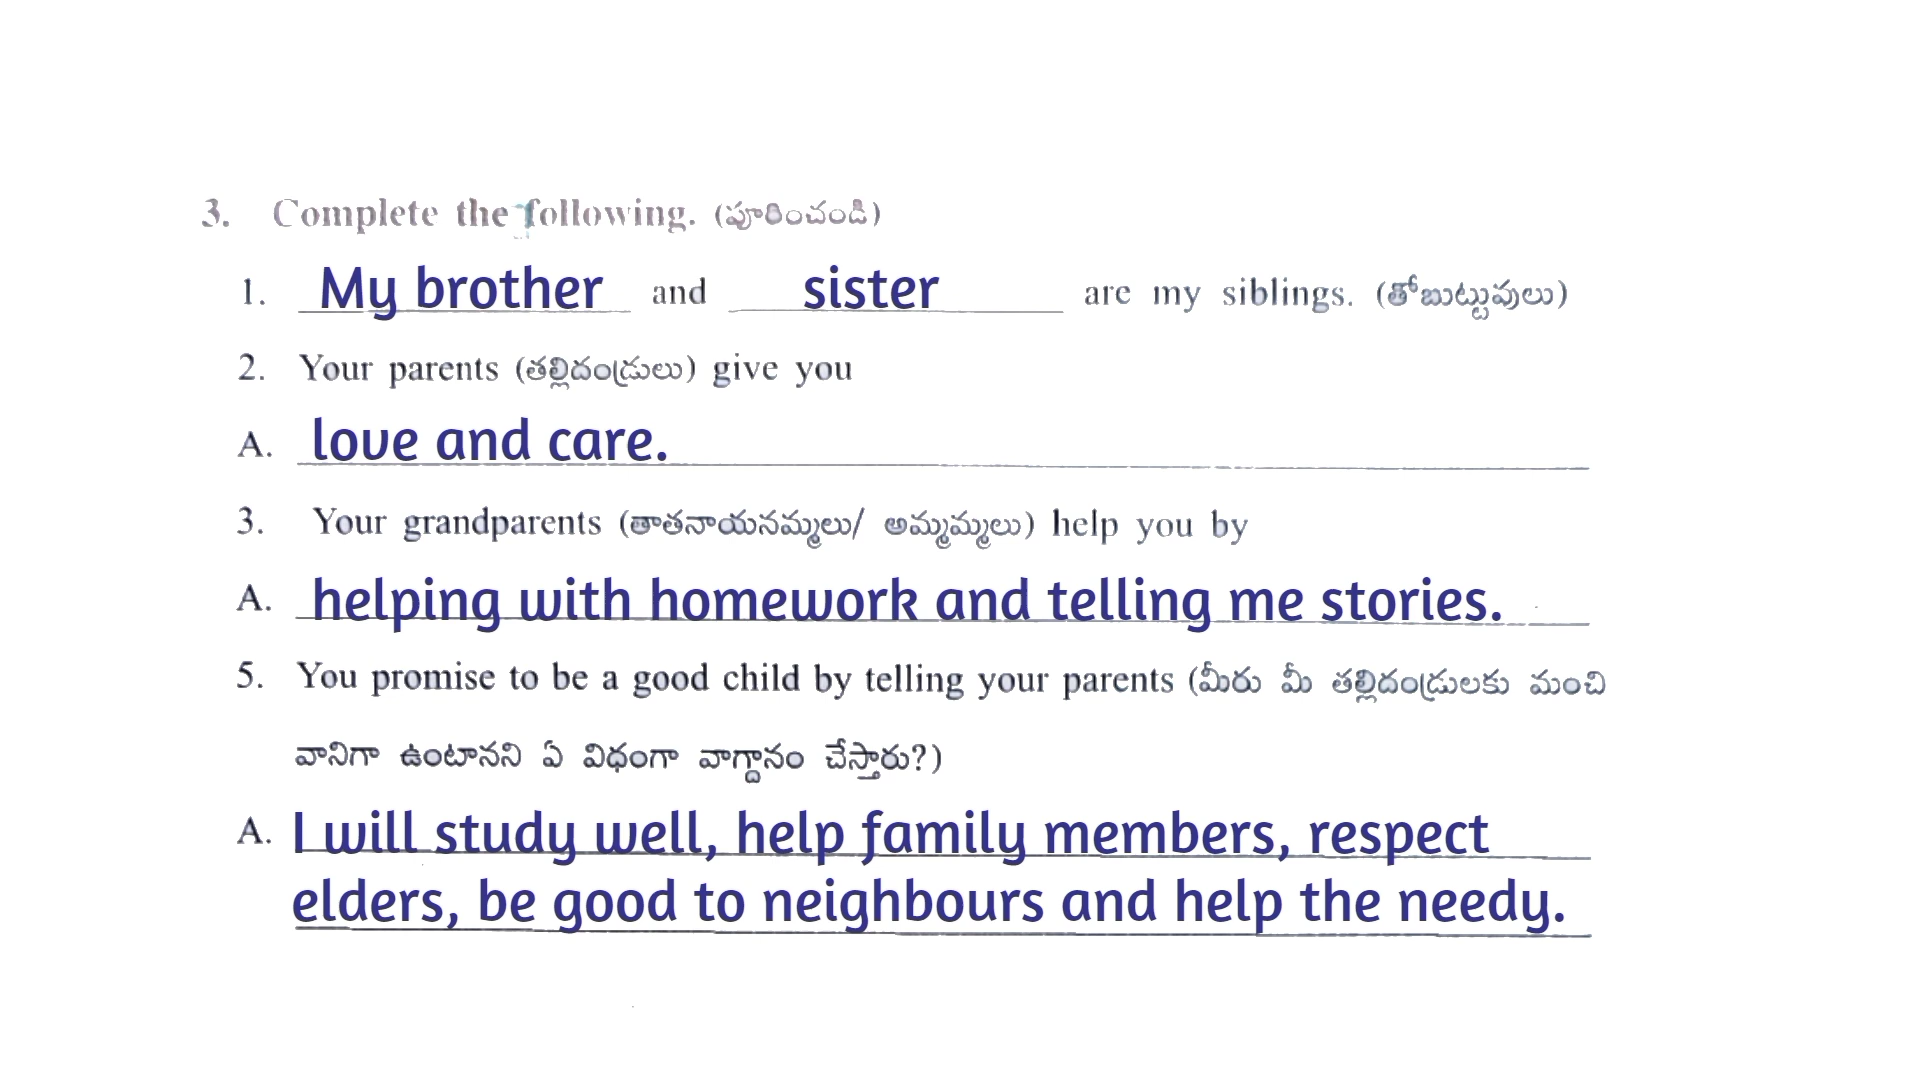 3. Complete the following. (పూరించండి)
1. My brother and sister are my siblings. (తోబుట్టువులు)
2. Your parents (తల్లిదండ్రులు) give you
A. love and care.
3. Your grandparents (తాతనాయనమ్మలు/ అమ్మమ్మలు) help you by
A. helping with homework and telling me stories.
5. You promise to be a good child by telling your parents (మీరు మీ తల్లిదండ్రులకు మంచి
వానిగా ఉంటానని ఏ విధంగా వాగ్దానం చేస్తారు?)
A. I will study well, help family members, respect
elders, be good to neighbours and help the needy.